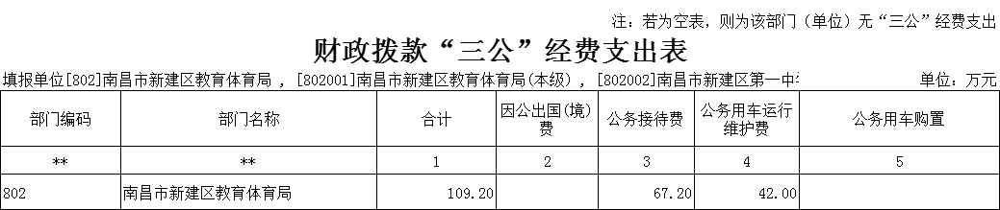 注：若为空表，则为该部门（单位）无“三公”经费支出
财政拨款“三公”经费支出表
填报单位[802]南昌市新建区教育体育局 , [802001]南昌市新建区教育体育局(本级) , [802002]南昌市新建区第一中 单位：万元
部门编码 部门名称 合计 因公出国(境)费 公务接待费 公务用车运行维护费 公务用车购置
** ** 1 2 3 4 5
802 南昌市新建区教育体育局 109.20 67.20 42.00